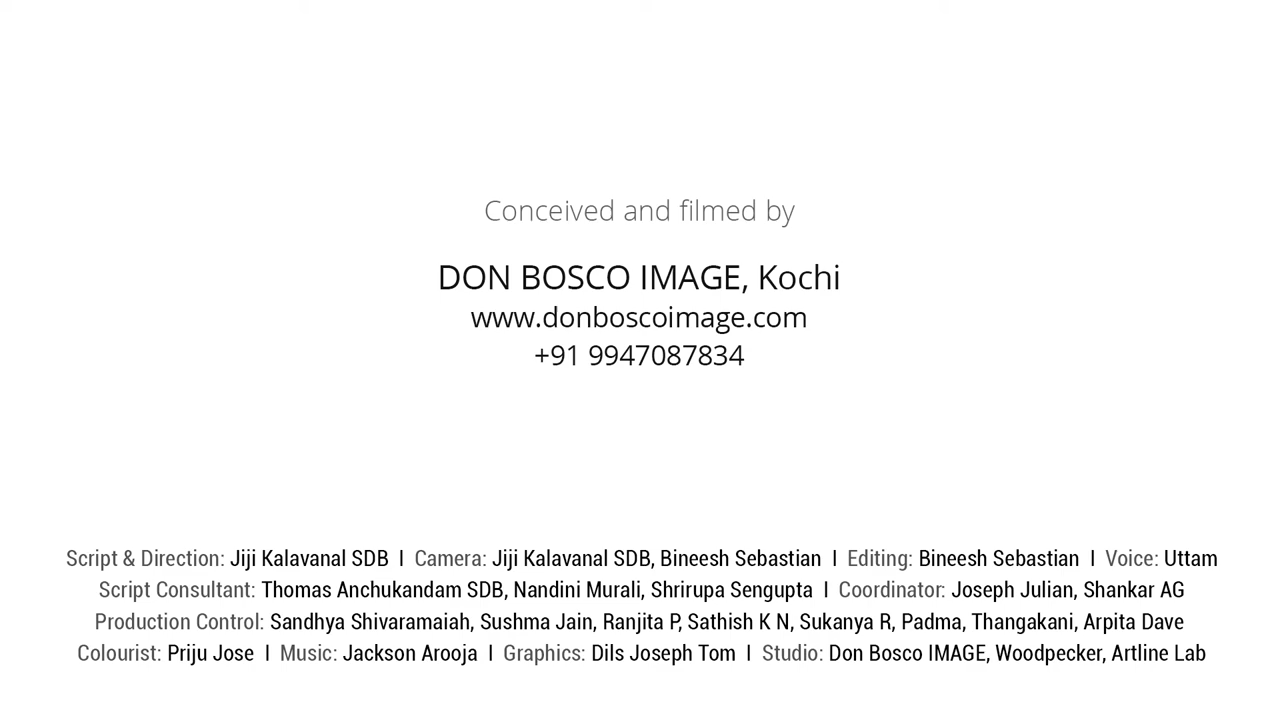 Conceived and filmed by
DON BOSCO IMAGE, Kochi
www.donboscoimage.com
+91 9947087834
Script & Direction: Jiji Kalavanal SDB I Camera: Jiji Kalavanal SDB, Bineesh Sebastian I Editing: Bineesh Sebastian I Voice: Uttam
Script Consultant: Thomas Anchukandam SDB, Nandini Murali, Shrirupa Sengupta I Coordinator: Joseph Julian, Shankar AG
Production Control: Sandhya Shivaramaiah, Sushma Jain, Ranjita P, Sathish K N, Sukanya R, Padma, Thangakani, Arpita Dave
Colourist: Priju Jose I Music: Jackson Arooja I Graphics: Dils Joseph Tom I Studio: Don Bosco IMAGE, Woodpecker, Artline Lab